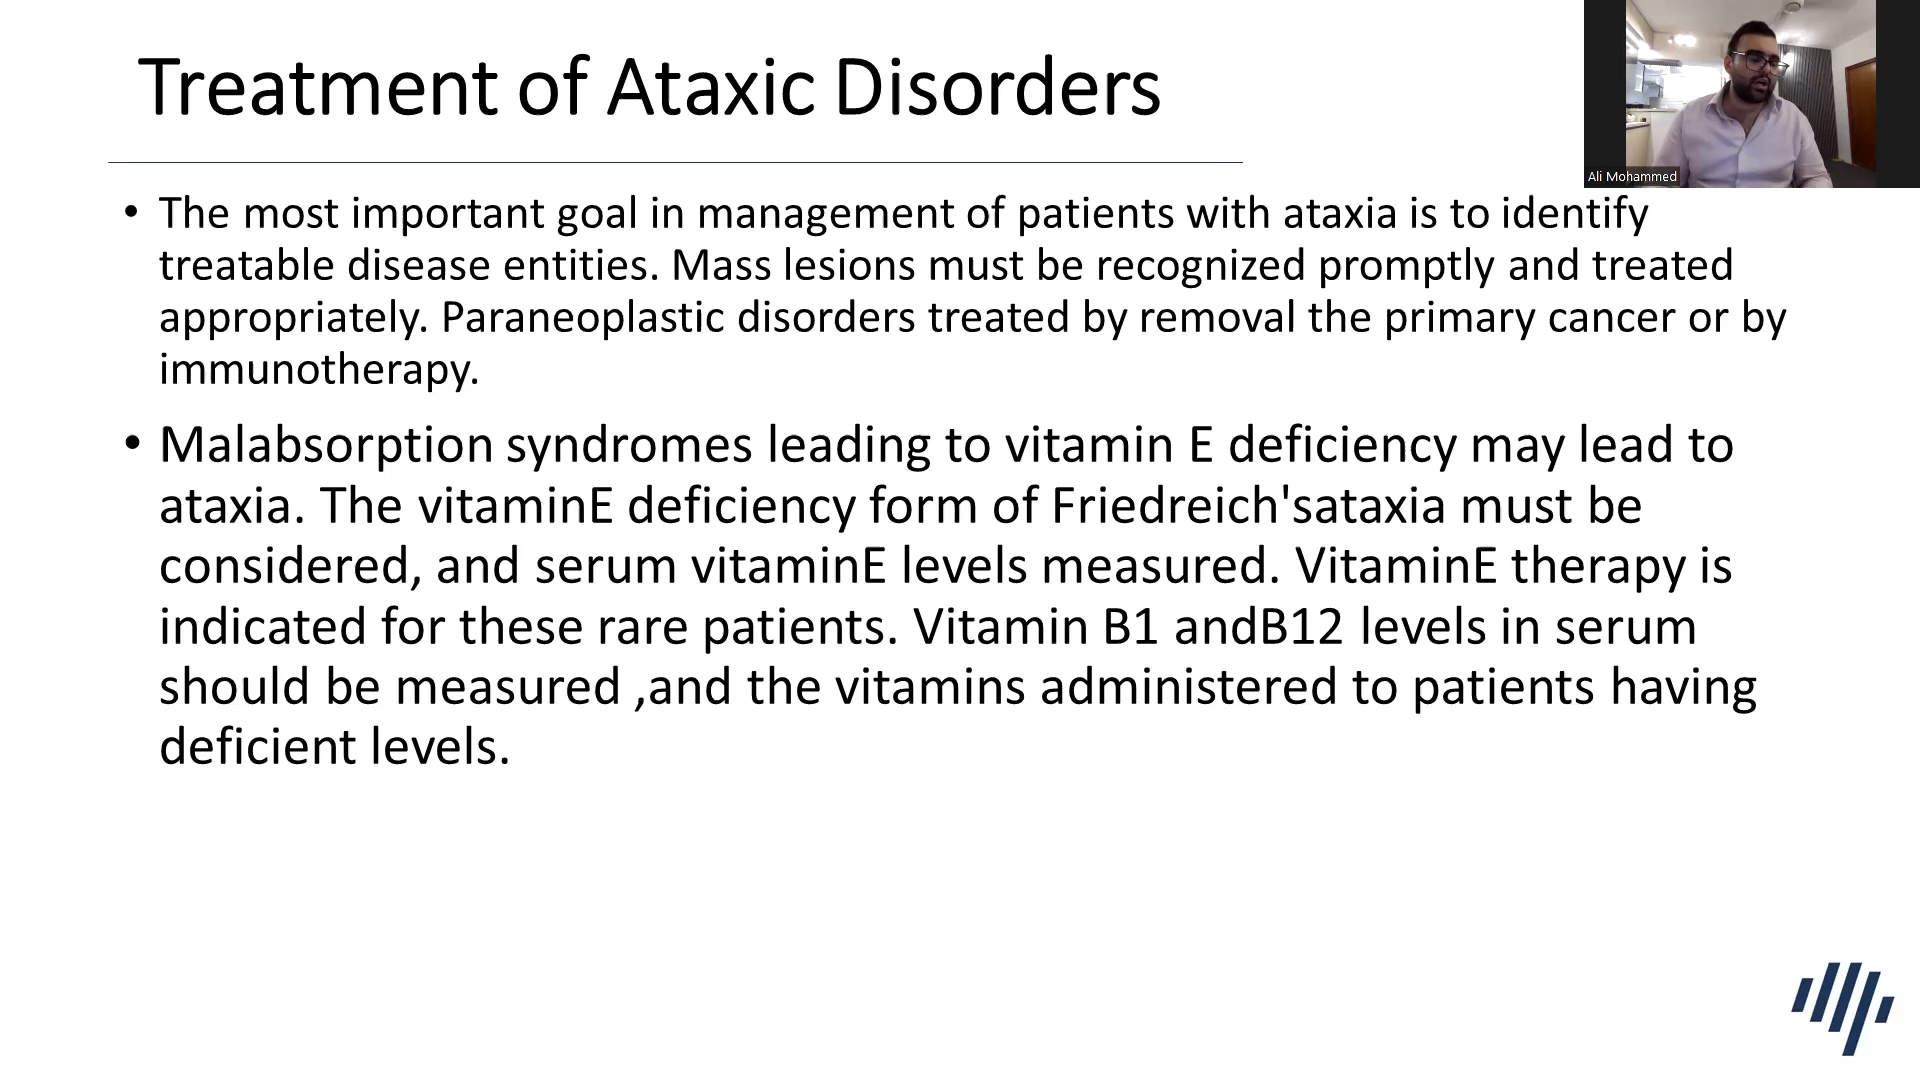 Treatment of Ataxic Disorders
Ali Mohammed
• The most important goal in management of patients with ataxia is to identify
treatable disease entities. Mass lesions must be recognized promptly and treated
appropriately. Paraneoplastic disorders treated by removal the primary cancer or by
immunotherapy.
• Malabsorption syndromes leading to vitamin E deficiency may lead to
ataxia. The vitaminE deficiency form of Friedreich'sataxia must be
considered, and serum vitaminE levels measured. VitaminE therapy is
indicated for these rare patients. Vitamin B1 andB12 levels in serum
should be measured ,and the vitamins administered to patients having
deficient levels.